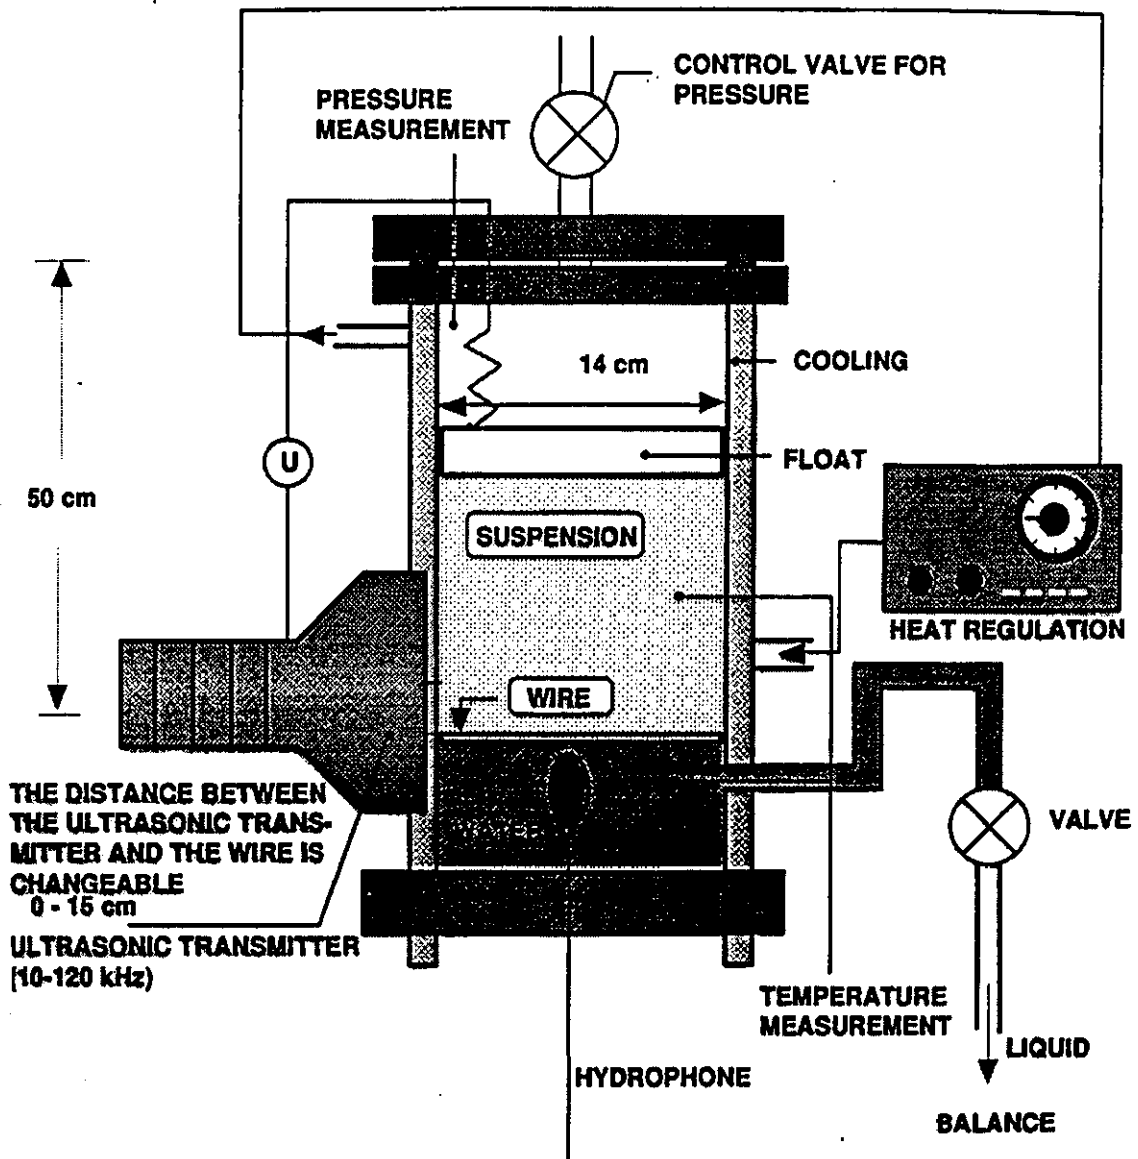 CONTROL VALVE FOR
PRESSURE
PRESSURE
MEASUREMENT
14 cm
COOLING
U
FLOAT
50 cm
SUSPENSION
HEAT REGULATION
WIRE
THE DISTANCE BETWEEN
THE ULTRASONIC TRANS-
MITTER AND THE WIRE IS
CHANGEABLE
0 - 15 cm
ULTRASONIC TRANSMITTER
[10-120 kHz)
VALVE
TEMPERATURE
MEASUREMENT
LIQUID
HYDROPHONE
BALANCE